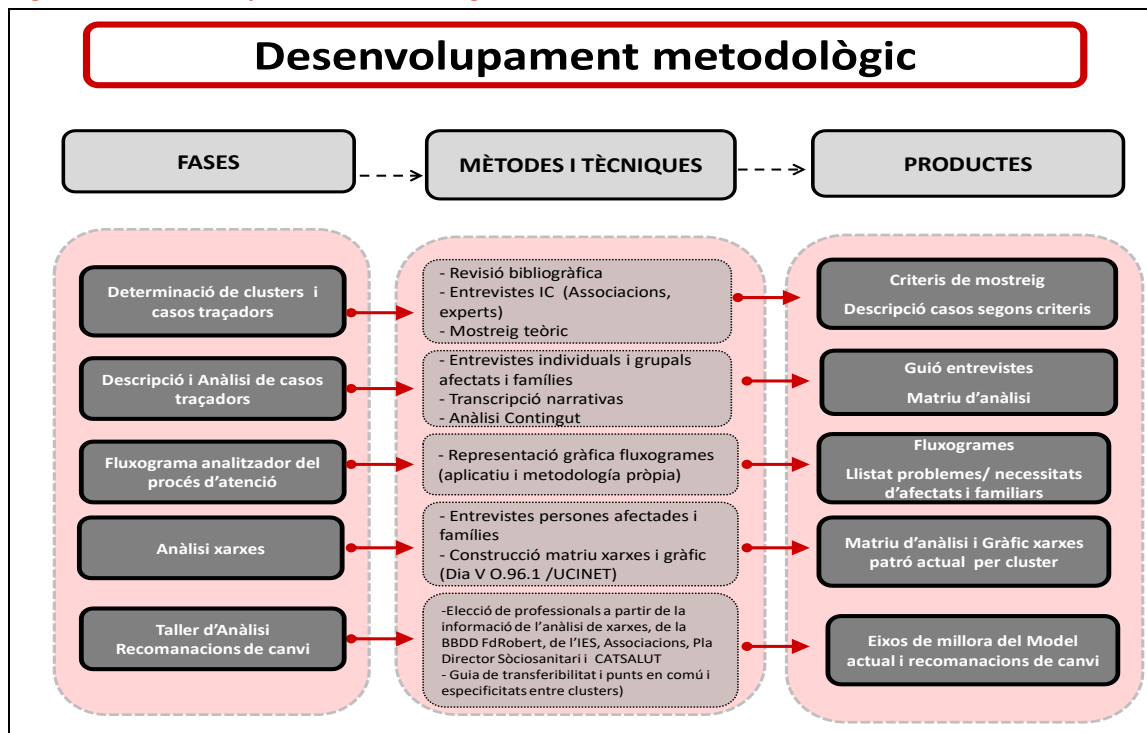 Desenvolupament metodològic
FASES
MÈTODES I TÈCNIQUES
PRODUCTES
Determinació de clusters i
casos traçadors
- Revisió bibliogràfica
- Entrevistes IC (Associacions,
experts)
- Mostreig teòric
Criteris de mostreig
Descripció casos segons criteris
Descripció i Anàlisi de casos
traçadors
- Entrevistes individuals i grupals
afectats i famílies
- Transcripció narrativas
- Anàlisi Contingut
Guió entrevistes
Matriu d'anàlisi
Fluxograma analitzador del
procés d'atenció
- Representació gràfica fluxogrames
(aplicatiu i metodología pròpia)
Fluxogrames
Llistat problemes/ necessitats
d'afectats i familiars
Anàlisi xarxes
- Entrevistes persones afectades i
famílies
- Construcció matriu xarxes i gràfic
(Dia V O.96.1 /UCINET)
Matriu d'anàlisi i Gràfic xarxes
patró actual per cluster
Taller d'Anàlisi
Recomanacions de canvi
-Elecció de professionals a partir de la
informació de l'anàlisi de xarxes, de la
BBDD FdRobert, de l'IES, Associacions, Pla
Director Sòciosanitari i CATSALUT
- Guia de transferibilitat i punts en comú i
especificitats entre clusters)
Eixos de millora del Model
actual i recomanacions de canvi